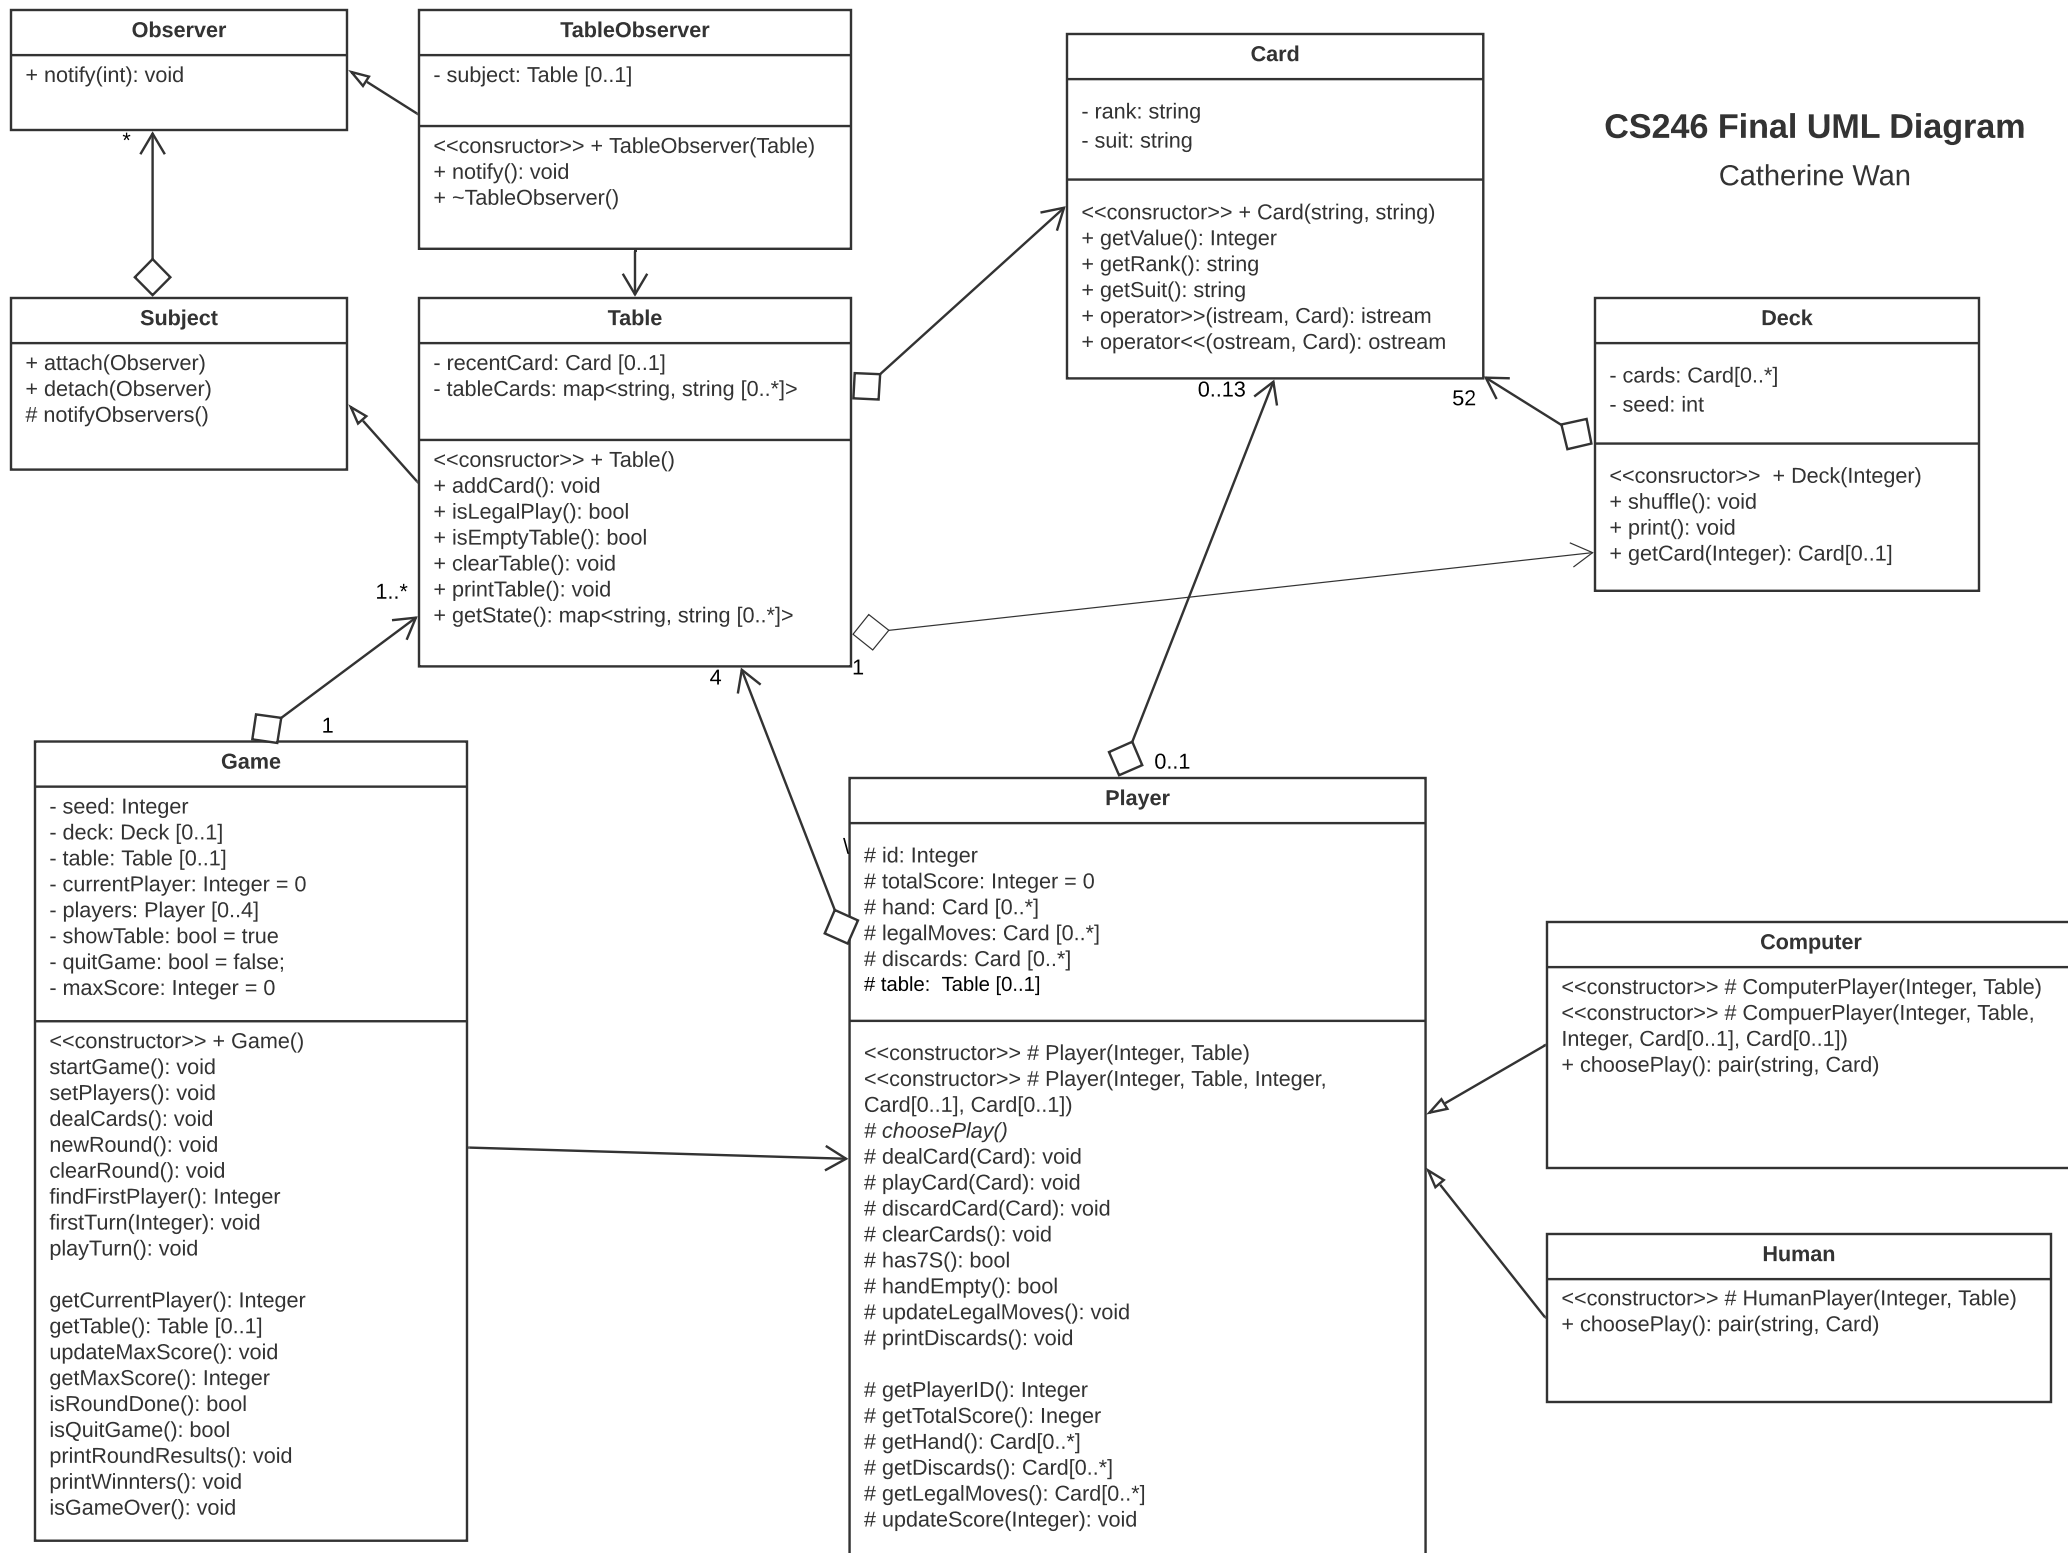 Observer
+ notify(int): void
*
TableObserver
- subject: Table [0..1]
<<consructor>> + TableObserver(Table)
+ notify(): void
+ ~TableObserver()
Card
- rank: string
- suit: string
<<consructor>> + Card(string, string)
+ getValue(): Integer
+ getRank(): string
+ getSuit(): string
+ operator>>(istream, Card): istream
+ operator<<(ostream, Card): ostream
0..13
52
CS246 Final UML Diagram
Catherine Wan
Subject
+ attach(Observer)
+ detach(Observer)
# notifyObservers()
Table
- recentCard: Card [0..1]
- tableCards: map<string, string [0..*]>
<<consructor>> + Table()
+ addCard(): void
+ isLegalPlay(): bool
+ isEmptyTable(): bool
+ clearTable(): void
+ printTable(): void
+ getState(): map<string, string [0..*]>
1..*
4
1
Deck
- cards: Card[0..*]
- seed: int
<<consructor>>  + Deck(Integer)
+ shuffle(): void
+ print(): void
+ getCard(Integer): Card[0..1]
1
Game
- seed: Integer
- deck: Deck [0..1]
- table: Table [0..1]
- currentPlayer: Integer = 0
- players: Player [0..4]
- showTable: bool = true
- quitGame: bool = false;
- maxScore: Integer = 0
<<constructor>> + Game()
startGame(): void
setPlayers(): void
dealCards(): void
newRound(): void
clearRound(): void
findFirstPlayer(): Integer
firstTurn(Integer): void
playTurn(): void
getCurrentPlayer(): Integer
getTable(): Table [0..1]
updateMaxScore(): void
getMaxScore(): Integer
isRoundDone(): bool
isQuitGame(): bool
printRoundResults(): void
printWinnters(): void
isGameOver(): void
0..1
\
Player
# id: Integer
# totalScore: Integer = 0
# hand: Card [0..*]
# legalMoves: Card [0..*]
# discards: Card [0..*]
# table:  Table [0..1]
<<constructor>> # Player(Integer, Table)
<<constructor>> # Player(Integer, Table, Integer,
Card[0..1], Card[0..1])
# choosePlay()
# dealCard(Card): void
# playCard(Card): void
# discardCard(Card): void
# clearCards(): void
# has7S(): bool
# handEmpty(): bool
# updateLegalMoves(): void
# printDiscards(): void
# getPlayerID(): Integer
# getTotalScore(): Ineger
# getHand(): Card[0..*]
# getDiscards(): Card[0..*]
# getLegalMoves(): Card[0..*]
# updateScore(Integer): void
Computer
<<constructor>> # ComputerPlayer(Integer, Table)
<<constructor>> # CompuerPlayer(Integer, Table,
Integer, Card[0..1], Card[0..1])
+ choosePlay(): pair(string, Card)
Human
<<constructor>> # HumanPlayer(Integer, Table)
+ choosePlay(): pair(string, Card)